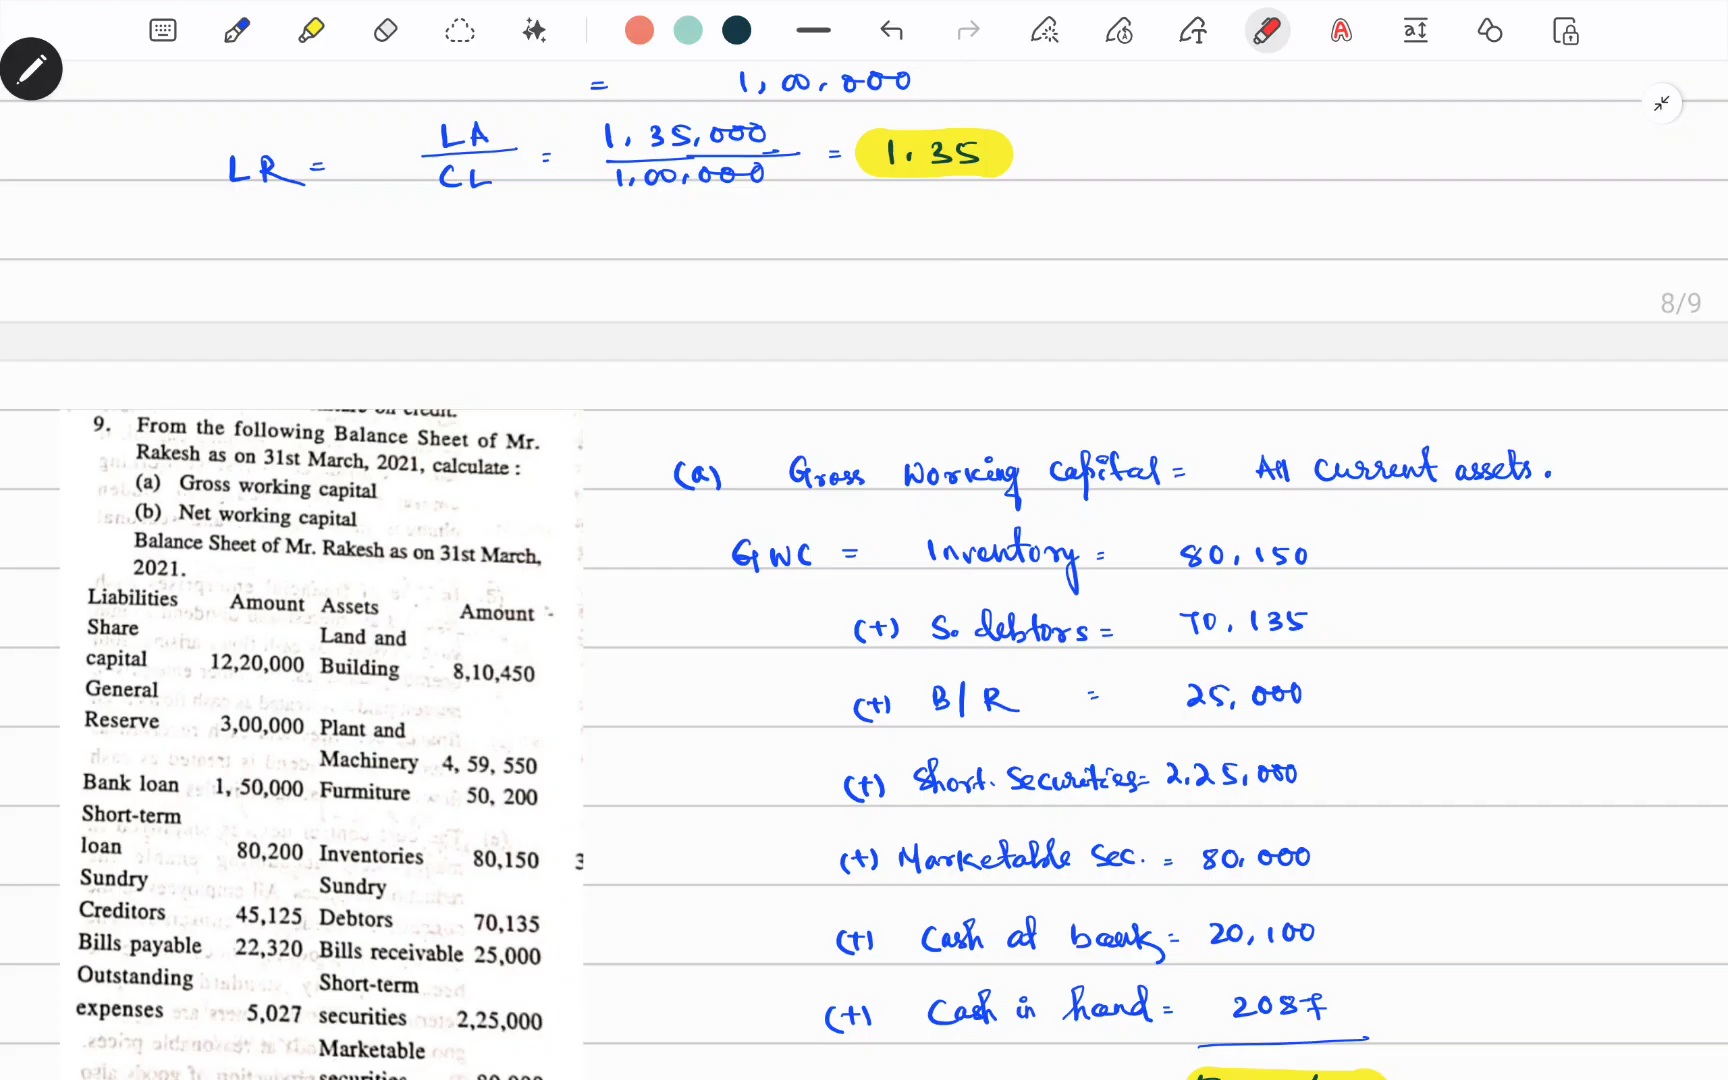 = 1,00,000
LR = LA/CL = 1,35,000/1,00,000 = 1.35
8/9
9. From the following Balance Sheet of Mr.
Rakesh as on 31st March, 2021, calculate :
(a) Gross working capital
(b) Net working capital
Balance Sheet of Mr. Rakesh as on 31st March,
2021.
Liabilities Amount Assets Amount
Share Land and
capital 12,20,000 Building 8,10,450
General
Reserve 3,00,000 Plant and
Machinery 4, 59, 550
Bank loan 1, 50,000 Furmiture 50, 200
Short-term
loan 80,200 Inventories 80,150
Sundry Sundry
Creditors 45,125 Debtors 70,135
Bills payable 22,320 Bills receivable 25,000
Outstanding Short-term
expenses 5,027 securities 2,25,000
Marketable
securities
(a) Gross Working capital = All current assets.
GWC = Inventory = 80,150
(+) S. debtors = 70,135
(+) B/R = 25,000
(+) Short. Securities = 2,25,000
(+) Marketable Sec. = 80,000
(+) Cash at bank = 20,100
(+) Cash in hand = 2087